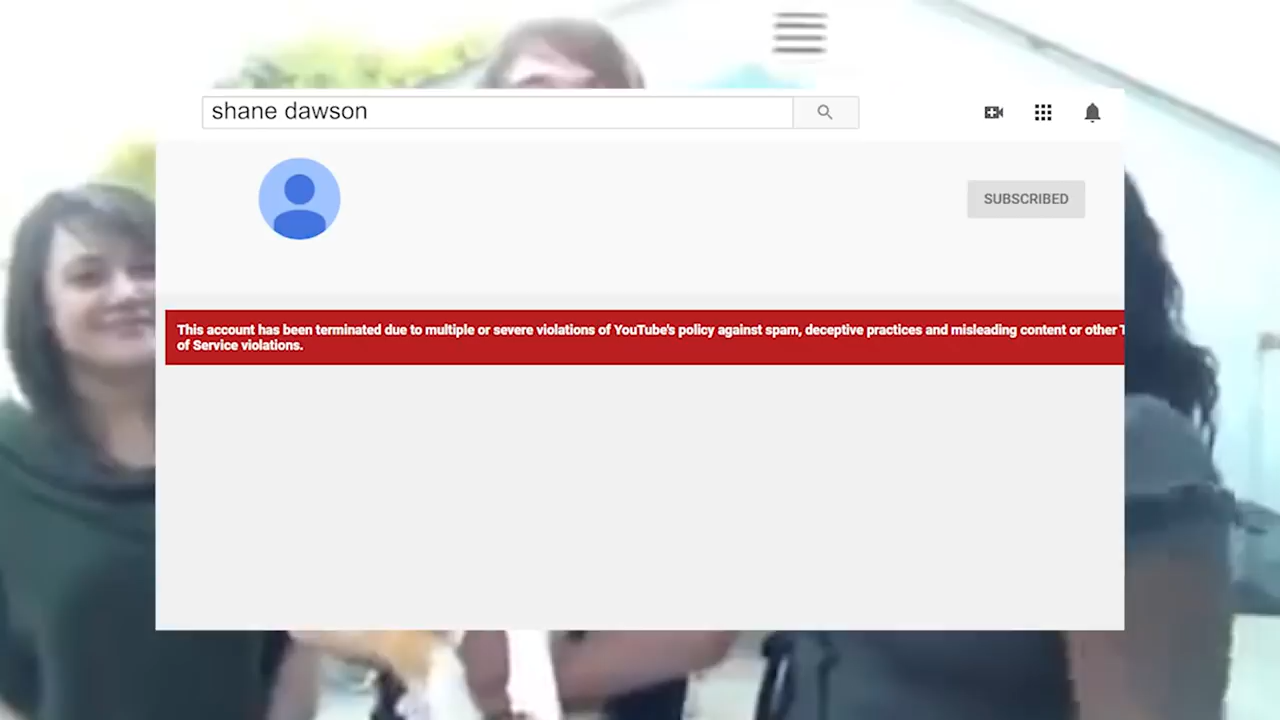 shane dawson
SUBSCRIBED
This account has been terminated due to multiple or severe violations of YouTube's policy against spam, deceptive practices and misleading content or other
of Service violations.